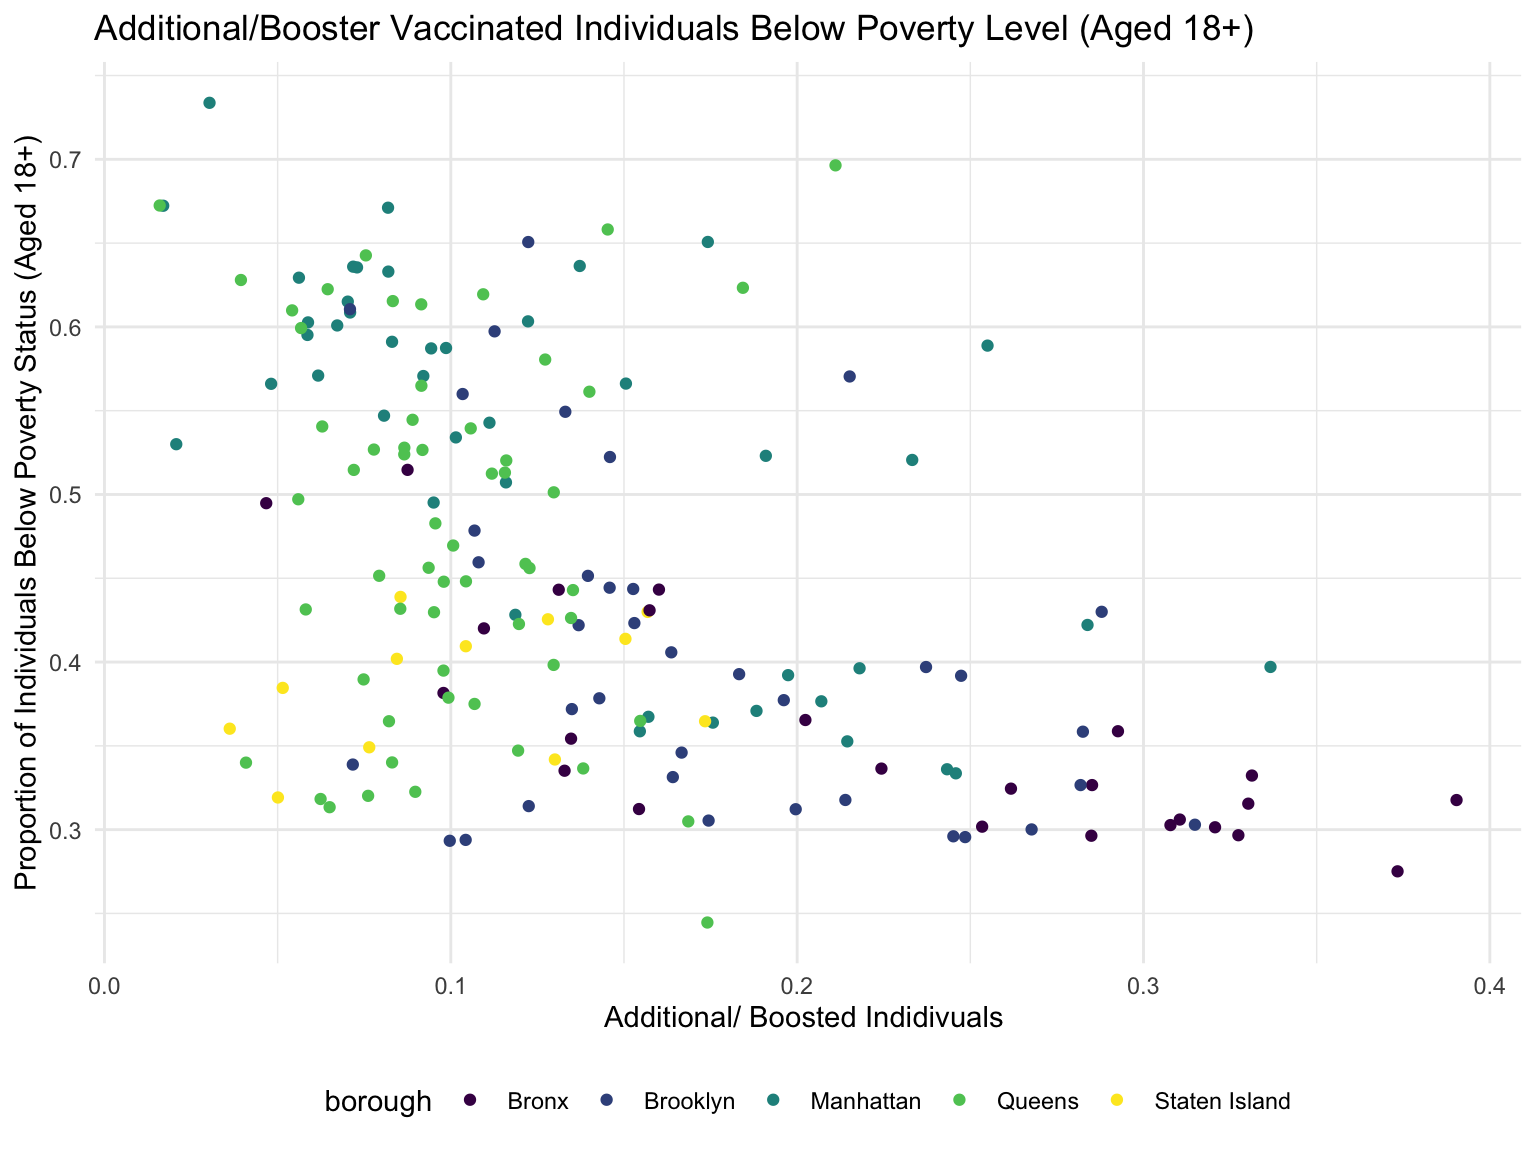 Additional/Booster Vaccinated Individuals Below Poverty Level (Aged 18+)
Proportion of Individuals Below Poverty Status (Aged 18+)
0.7
0.6
0.5
0.4
0.3
0.0 0.1 0.2 0.3 0.4
Additional/ Boosted Indidivuals
borough Bronx Brooklyn Manhattan Queens Staten Island